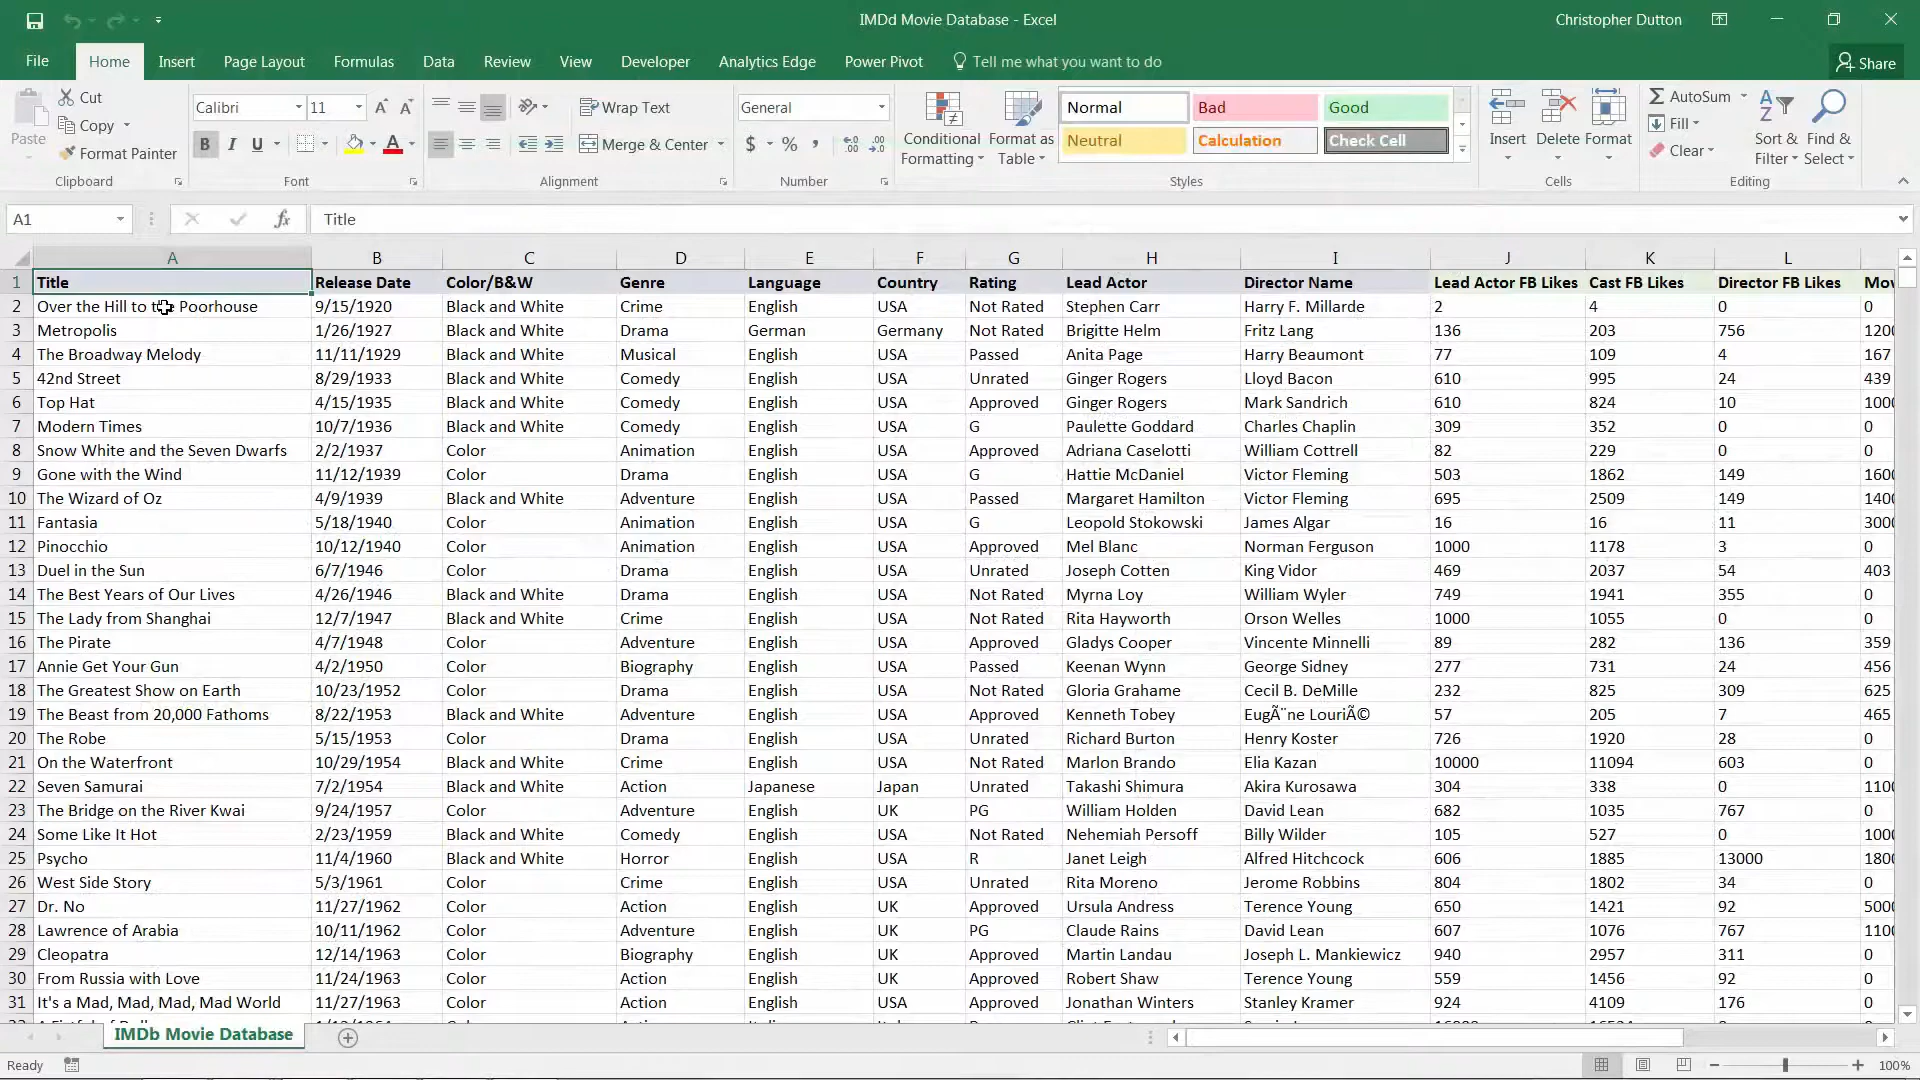 IMDd Movie Database - Excel
Christopher Dutton
File Home Insert Page Layout Formulas Data Review View Developer Analytics Edge Power Pivot Tell me what you want to do Share
Paste Cut Copy Format Painter
Calibri 11 A A B I U A
Wrap Text Merge & Center
General $ % , .00 .00
Conditional Formatting Format as Table
Normal Bad Good
Neutral Calculation Check Cell
Insert Delete Format
AutoSum Fill Clear
Sort & Filter Find & Select
Clipboard Font Alignment Number Styles Cells Editing
A1 fx Title
A B C D E F G H I J K L
1 Title Release Date Color/B&W Genre Language Country Rating Lead Actor Director Name Lead Actor FB Likes Cast FB Likes Director FB Likes
2 Over the Hill to the Poorhouse 9/15/1920 Black and White Crime English USA Not Rated Stephen Carr Harry F. Millarde 2 4 0 0
3 Metropolis 1/26/1927 Black and White Drama German Germany Not Rated Brigitte Helm Fritz Lang 136 203 756
4 The Broadway Melody 11/11/1929 Black and White Musical English USA Passed Anita Page Harry Beaumont 77 109 4 167
5 42nd Street 8/29/1933 Black and White Comedy English USA Unrated Ginger Rogers Lloyd Bacon 610 995 24 439
6 Top Hat 4/15/1935 Black and White Comedy English USA Approved Ginger Rogers Mark Sandrich 610 824 10
7 Modern Times 10/7/1936 Black and White Comedy English USA G Paulette Goddard Charles Chaplin 309 352 0 0
8 Snow White and the Seven Dwarfs 2/2/1937 Color Animation English USA Approved Adriana Caselotti William Cottrell 82 229 0 0
9 Gone with the Wind 11/12/1939 Color Drama English USA G Hattie McDaniel Victor Fleming 503 1862 149
10 The Wizard of Oz 4/9/1939 Black and White Adventure English USA Passed Margaret Hamilton Victor Fleming 695 2509 149
11 Fantasia 5/18/1940 Color Animation English USA G Leopold Stokowski James Algar 16 16 11
12 Pinocchio 10/12/1940 Color Animation English USA Approved Mel Blanc Norman Ferguson 1000 1178 3 0
13 Duel in the Sun 6/7/1946 Color Drama English USA Unrated Joseph Cotten King Vidor 469 2037 54 403
14 The Best Years of Our Lives 4/26/1946 Black and White Drama English USA Not Rated Myrna Loy William Wyler 749 1941 355 0
15 The Lady from Shanghai 12/7/1947 Black and White Crime English USA Not Rated Rita Hayworth Orson Welles 1000 1055 0 0
16 The Pirate 4/7/1948 Color Adventure English USA Approved Gladys Cooper Vincente Minnelli 89 282 136 359
17 Annie Get Your Gun 4/2/1950 Color Biography English USA Passed Keenan Wynn George Sidney 277 731 24 456
18 The Greatest Show on Earth 10/23/1952 Color Drama English USA Not Rated Gloria Grahame Cecil B. DeMille 232 825 309 625
19 The Beast from 20,000 Fathoms 8/22/1953 Black and White Adventure English USA Approved Kenneth Tobey EugÃ¨ne LouriÃ© 57 205 7 465
20 The Robe 5/15/1953 Color Drama English USA Unrated Richard Burton Henry Koster 726 1920 28 0
21 On the Waterfront 10/29/1954 Black and White Crime English USA Not Rated Marlon Brando Elia Kazan 10000 11094 603 0
22 Seven Samurai 7/2/1954 Black and White Action Japanese Japan Unrated Takashi Shimura Akira Kurosawa 304 338 0
23 The Bridge on the River Kwai 9/24/1957 Color Adventure English UK PG William Holden David Lean 682 1035 767 0
24 Some Like It Hot 2/23/1959 Black and White Comedy English USA Not Rated Nehemiah Persoff Billy Wilder 105 527 0
25 Psycho 11/4/1960 Black and White Horror English USA R Janet Leigh Alfred Hitchcock 606 1885 13000
26 West Side Story 5/3/1961 Color Crime English USA Unrated Rita Moreno Jerome Robbins 804 1802 34 0
27 Dr. No 11/27/1962 Color Action English UK Approved Ursula Andress Terence Young 650 1421 92
28 Lawrence of Arabia 10/11/1962 Color Adventure English UK PG Claude Rains David Lean 607 1076 767
29 Cleopatra 12/14/1963 Color Biography English UK Approved Martin Landau Joseph L. Mankiewicz 940 2957 311 0
30 From Russia with Love 11/24/1963 Color Action English UK Approved Robert Shaw Terence Young 559 1456 92 0
31 It's a Mad, Mad, Mad, Mad World 11/27/1963 Color Action English USA Approved Jonathan Winters Stanley Kramer 924 4109 176 0
IMDb Movie Database
Ready 100%